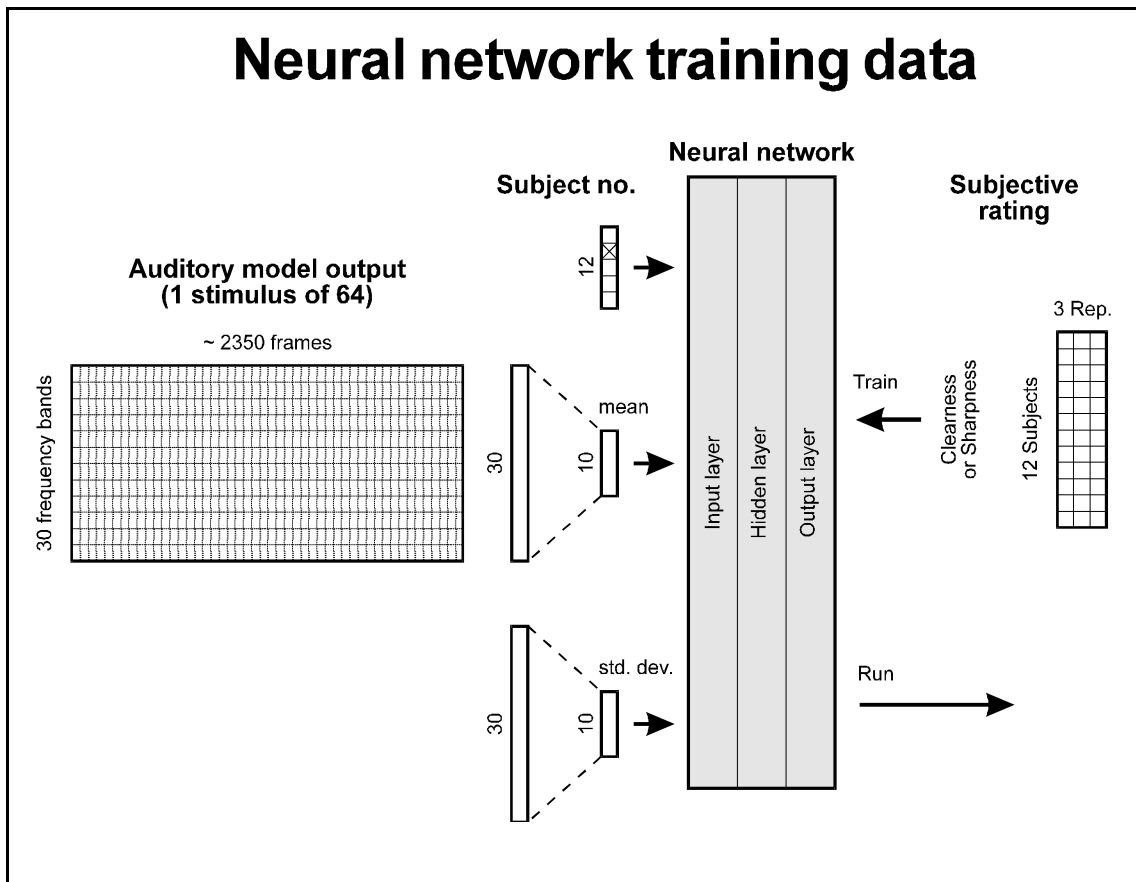 Neural network training data
Neural network
Subject no.
Subjective
rating
12
Auditory model output
(1 stimulus of 64)
~ 2350 frames
30 frequency bands
30
mean
10
Input layer
Hidden layer
Output layer
Train
Clearness
or Sharpness
3 Rep.
12 Subjects
30
std. dev.
10
Run